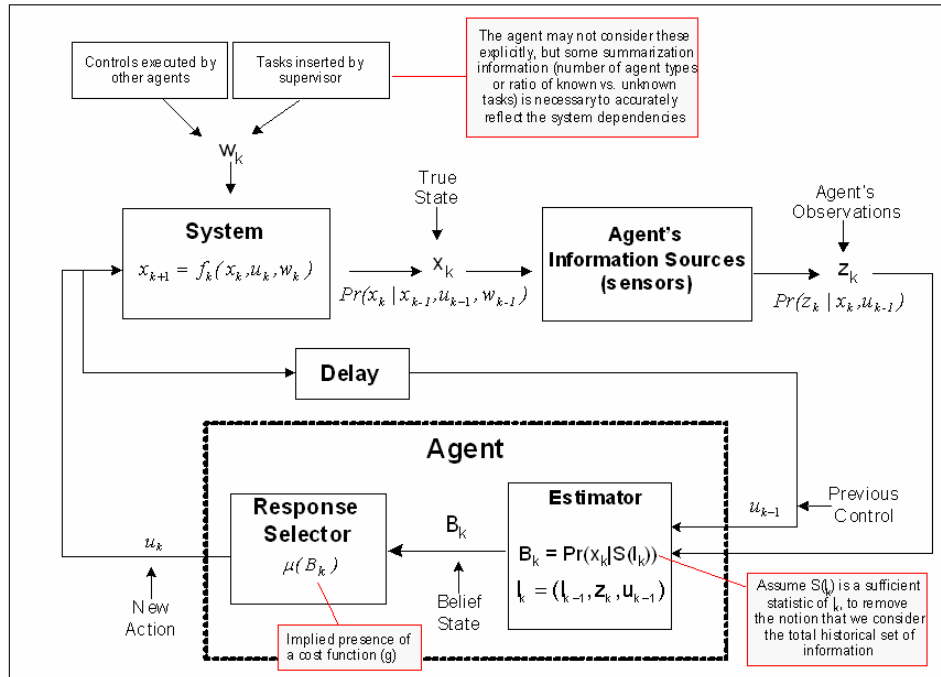 Controls executed by
other agents
Tasks inserted by
supervisor
The agent may not consider these
explicitly, but some summarization
information (number of agent types
or ratio of known vs. unknown
tasks) is necessary to accurately
reflect the system dependencies
w_k
True
State
Agent's
Observations
System
x_{k+1} = f_k(x_k, u_k, w_k)
x_k
Pr(x_k | x_{k-1}, u_{k-1}, w_{k-1})
Agent's
Information Sources
(sensors)
z_k
Pr(z_k | x_k, u_{k-1})
Delay
Agent
Response
Selector
μ(B_k)
B_k
Belief
State
Estimator
B_k = Pr(x_k|S(I_k))
I_k = (I_{k-1}, z_k, u_{k-1})
u_{k-1}
Previous
Control
u_k
New
Action
Implied presence of
a cost function (g)
Assume S(I_k) is a sufficient
statistic of I_k, to remove
the notion that we consider
the total historical set of
information